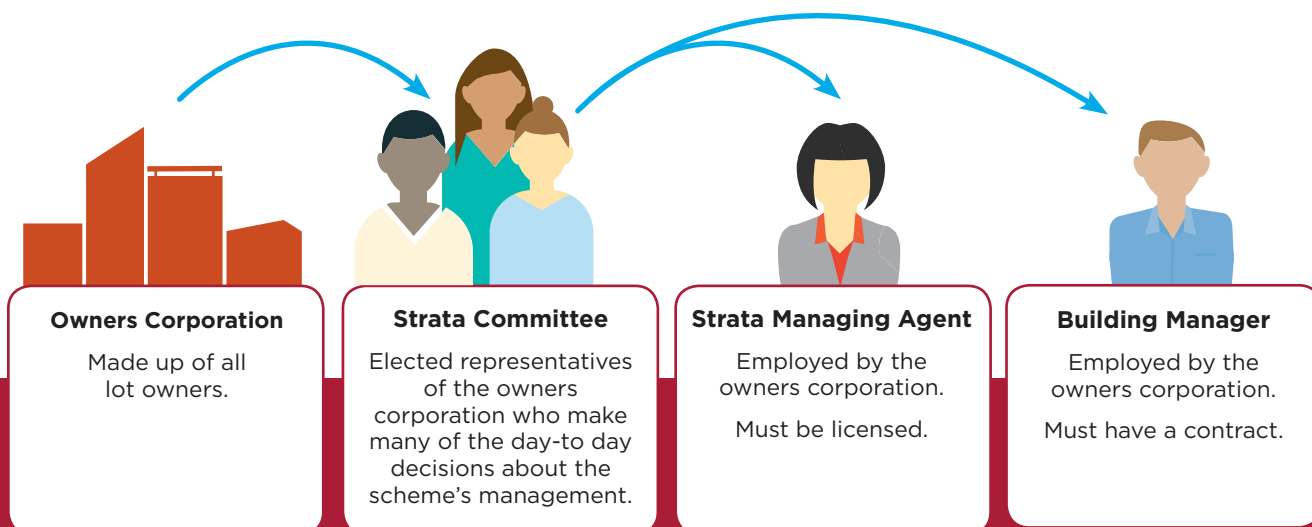 Owners Corporation
Made up of all
lot owners.
Strata Committee
Elected representatives
of the owners
corporation who make
many of the day-to day
decisions about the
scheme's management.
Strata Managing Agent
Employed by the
owners corporation.
Must be licensed.
Building Manager
Employed by the
owners corporation.
Must have a contract.